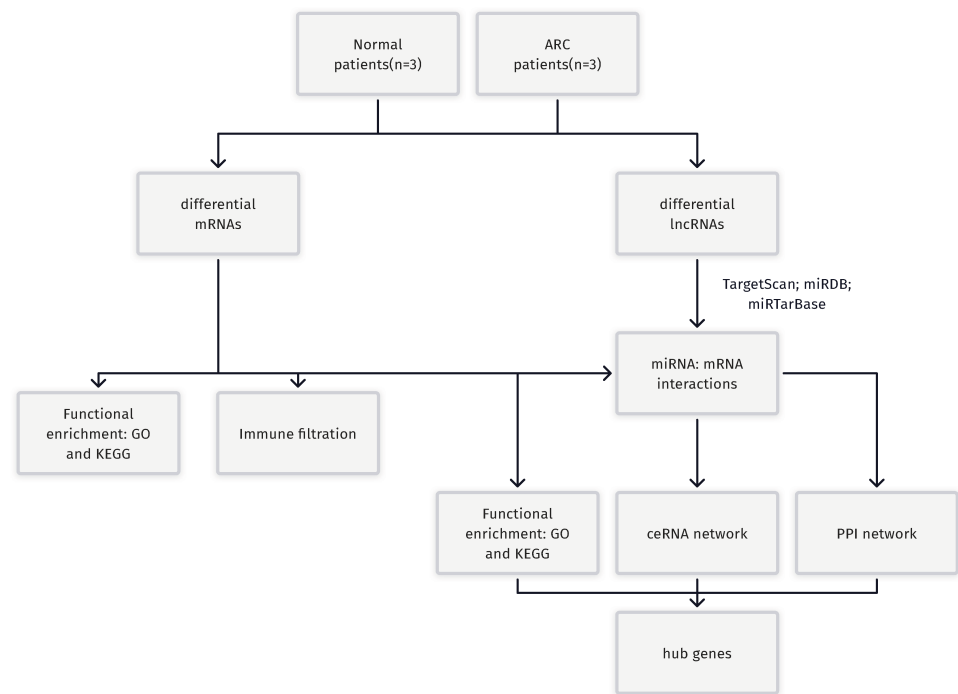 Normal
patients(n=3)
ARC
patients(n=3)
differential
mRNAs
differential
lncRNAs
TargetScan; miRDB;
miRTarBase
miRNA: mRNA
interactions
Functional
enrichment: GO
and KEGG
Immune filtration
Functional
enrichment: GO
and KEGG
ceRNA network
PPI network
hub genes